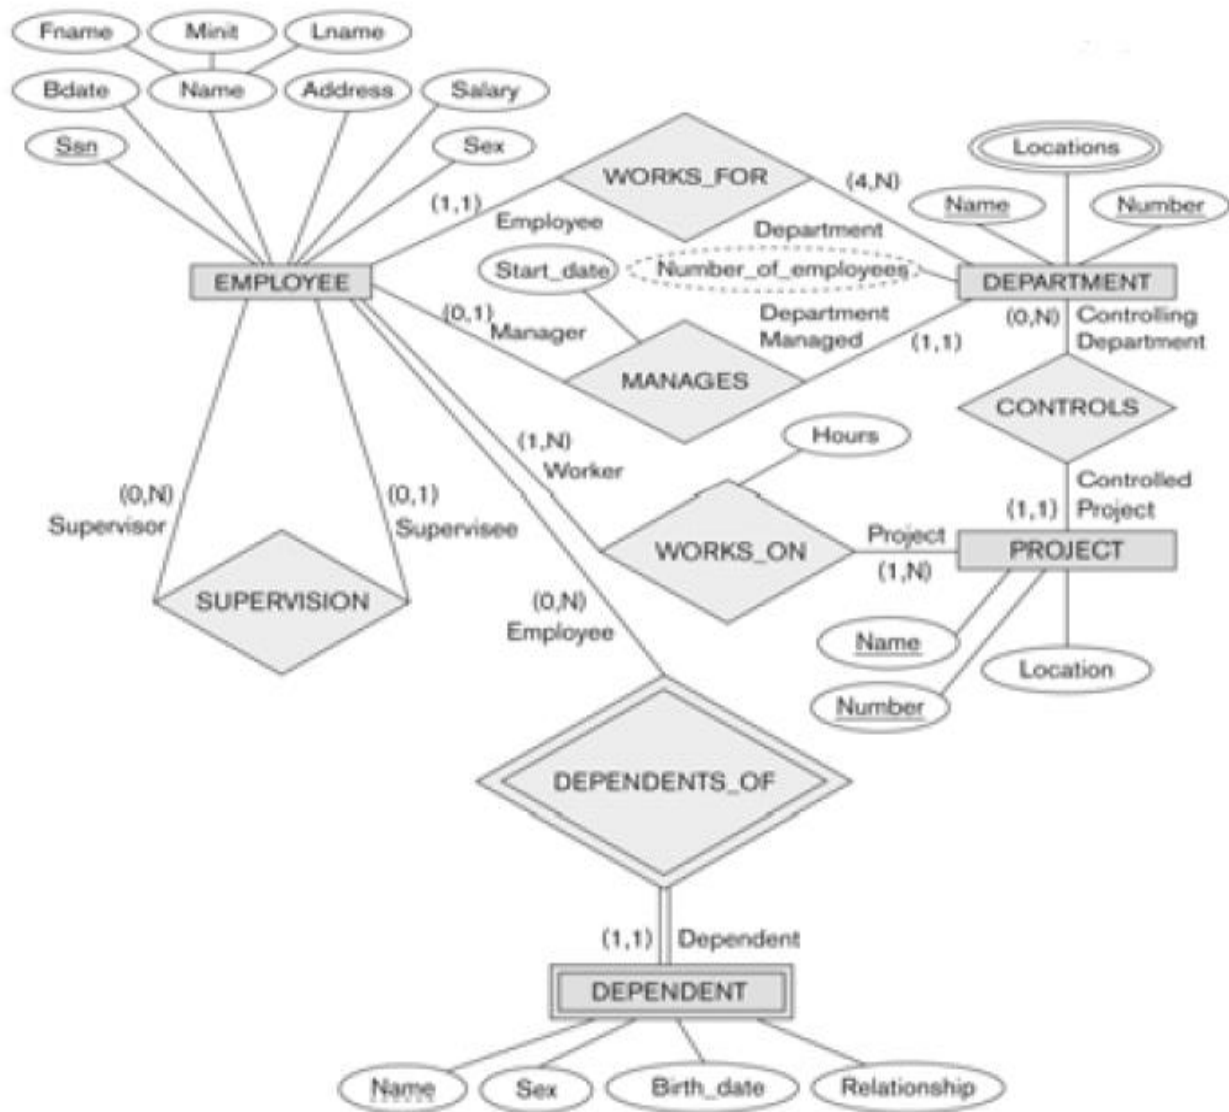 Fname
Minit
Lname
Bdate
Name
Address
Salary
Ssn
Sex
WORKS_FOR
Locations
Name
Number
(1,1)
Employee
(4,N)
Department
Start_date
Number_of_employees
EMPLOYEE
DEPARTMENT
(0,1)
Manager
Department
Managed
(1,1)
(0,N)
Controlling
Department
MANAGES
CONTROLS
Hours
(1,N)
Worker
(0,N)
Supervisor
(0,1)
Supervisee
Controlled
Project
(1,1)
WORKS_ON
Project
(1,N)
PROJECT
SUPERVISION
(0,N)
Employee
Name
Location
Number
DEPENDENTS_OF
(1,1)
Dependent
DEPENDENT
Name
Sex
Birth_date
Relationship